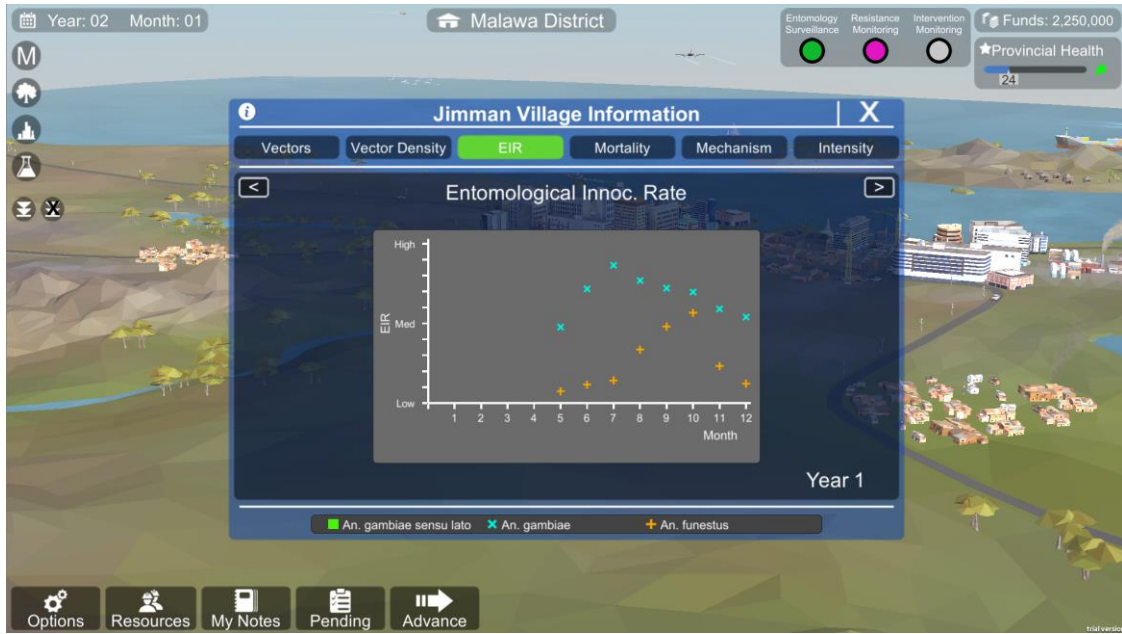 Year: 02 Month: 01
Malawa District
Entomology Surveillance
Resistance Monitoring
Intervention Monitoring
Funds: 2,250,000
Provincial Health
24
M
Jimman Village Information
X
Vectors Vector Density EIR Mortality Mechanism Intensity
< Entomological Innoc. Rate >
High
Med
Low
EIR
1 2 3 4 5 6 7 8 9 10 11 12
Month
Year 1
An. gambiae sensu lato An. gambiae An. funestus
Options Resources My Notes Pending Advance
trial version